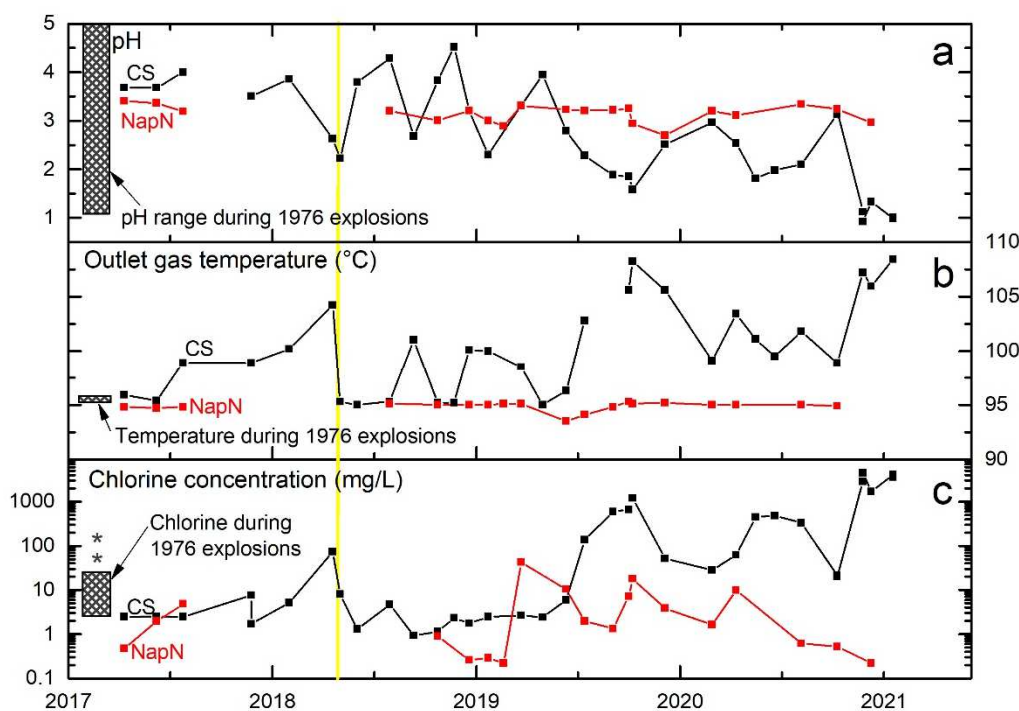 5
pH
a
CS
4
3
NapN
2
1
pH range during 1976 explosions
110
Outlet gas temperature (°C)
b
105
CS
100
NapN
95
Temperature during 1976 explosions
90
Chlorine concentration (mg/L)
c
1000
Chlorine during
1976 explosions
**
100
10
CS
1
NapN
0.1
2017 2018 2019 2020 2021